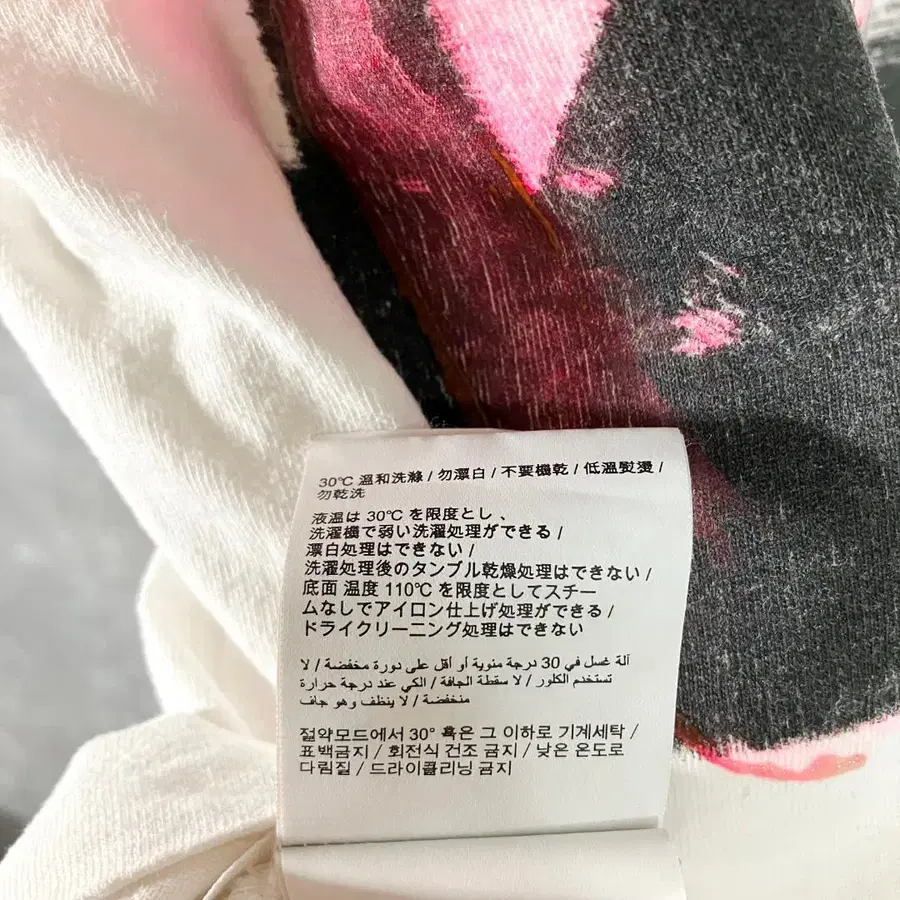 30℃ 温和洗滌 / 勿漂白 / 不要機乾 / 低温熨燙 /
勿乾洗
液温は 30℃ を限度とし、
洗濯機で弱い洗濯処理ができる /
漂白処理はできない /
洗濯処理後のタンブル乾燥処理はできない /
底面 温度 110℃ を限度としてスチー
ムなしでアイロン仕上げ処理ができる /
ドライクリーニング処理はできない
آلة غسل في 30 درجة منوية أو أقل على دورة مخفضة / لا
تستخدم الكلور / لا سقطة الجافة / الكي عند درجة حرارة
منخفضة / لا ينظف وهو جاف
절약모드에서 30° 혹은 그 이하로 기계세탁 /
표백금지 / 회전식 건조 금지 / 낮은 온도로
다림질 / 드라이클리닝 금지